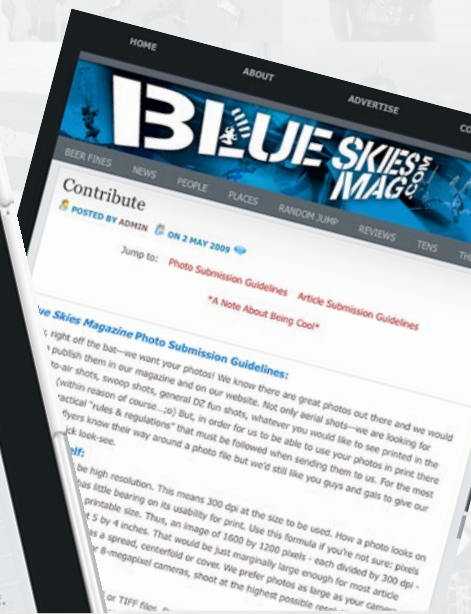 HOME
ABOUT
ADVERTISE
CO
BLUE SKIES MAG
.COM
BEER FINES NEWS PEOPLE PLACES RANDOM JUMP REVIEWS TENS TH
Contribute
POSTED BY ADMIN ON 2 MAY 2009
Jump to: Photo Submission Guidelines Article Submission Guidelines
*A Note About Being Cool*
ue Skies Magazine Photo Submission Guidelines:
right off the bat—we want your photos! We know there are great photos out there and we would
publish them in our magazine and on our website. Not only aerial shots—we are looking for
to-air shots, swoop shots, general DZ fun shots, whatever you would like to see printed in the
(within reason of course...;o) But, in order for us to be able to use your photos in print there
actical "rules & regulations" that must be followed when sending them to us. For the most
flyers know their way around a photo file but we'd still like you guys and gals to give our
ick look-see.
elf:
be high resolution. This means 300 dpi at the size to be used. How a photo looks on
has little bearing on its usability for print. Use this formula if you're not sure: pixels
printable size. Thus, an image of 1600 by 1200 pixels - each divided by 300 dpi -
t 5 by 4 inches. That would be just marginally large enough for most article
as a spread, centerfold or cover. We prefer photos as large as your camera
r 8-megapixel cameras, shoot at the highest possible
or TIFF files.